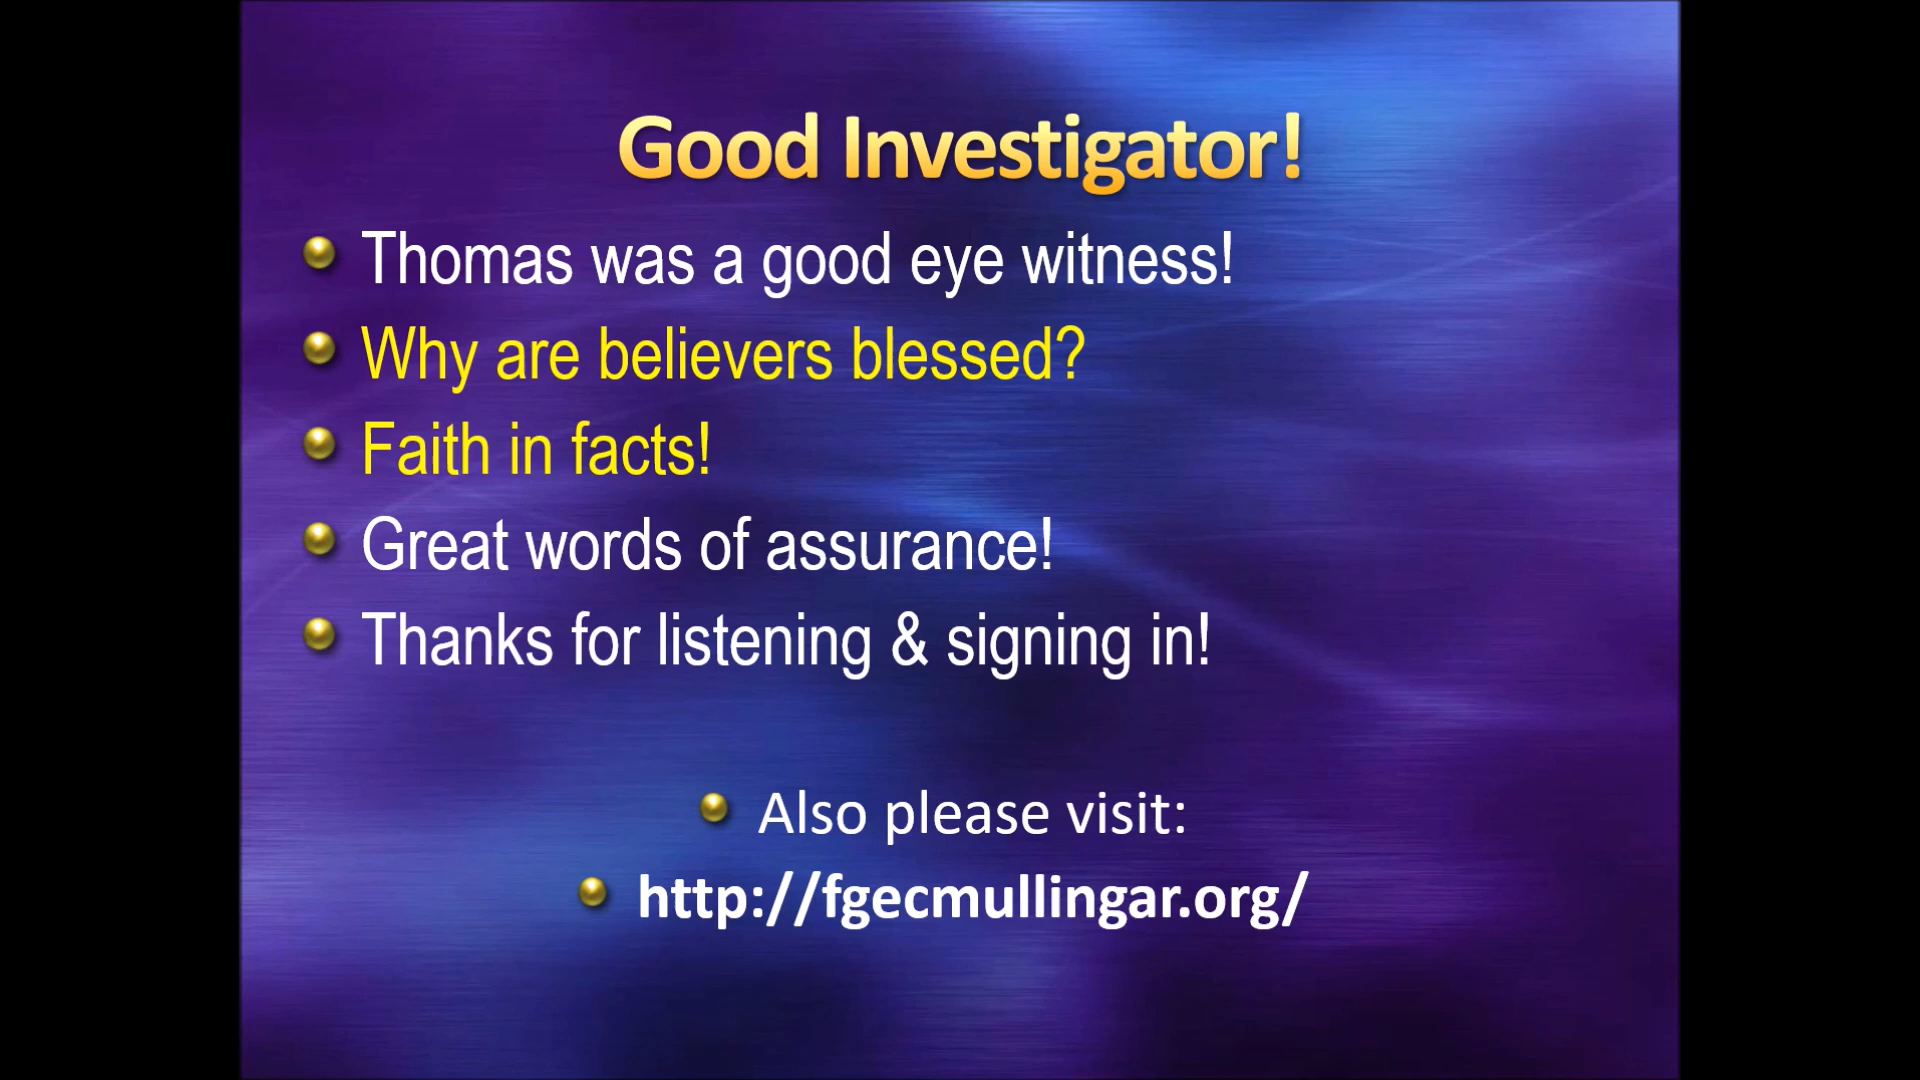 Good Investigator!
Thomas was a good eye witness!
Why are believers blessed?
Faith in facts!
Great words of assurance!
Thanks for listening & signing in!
Also please visit:
http://fgecmullingar.org/